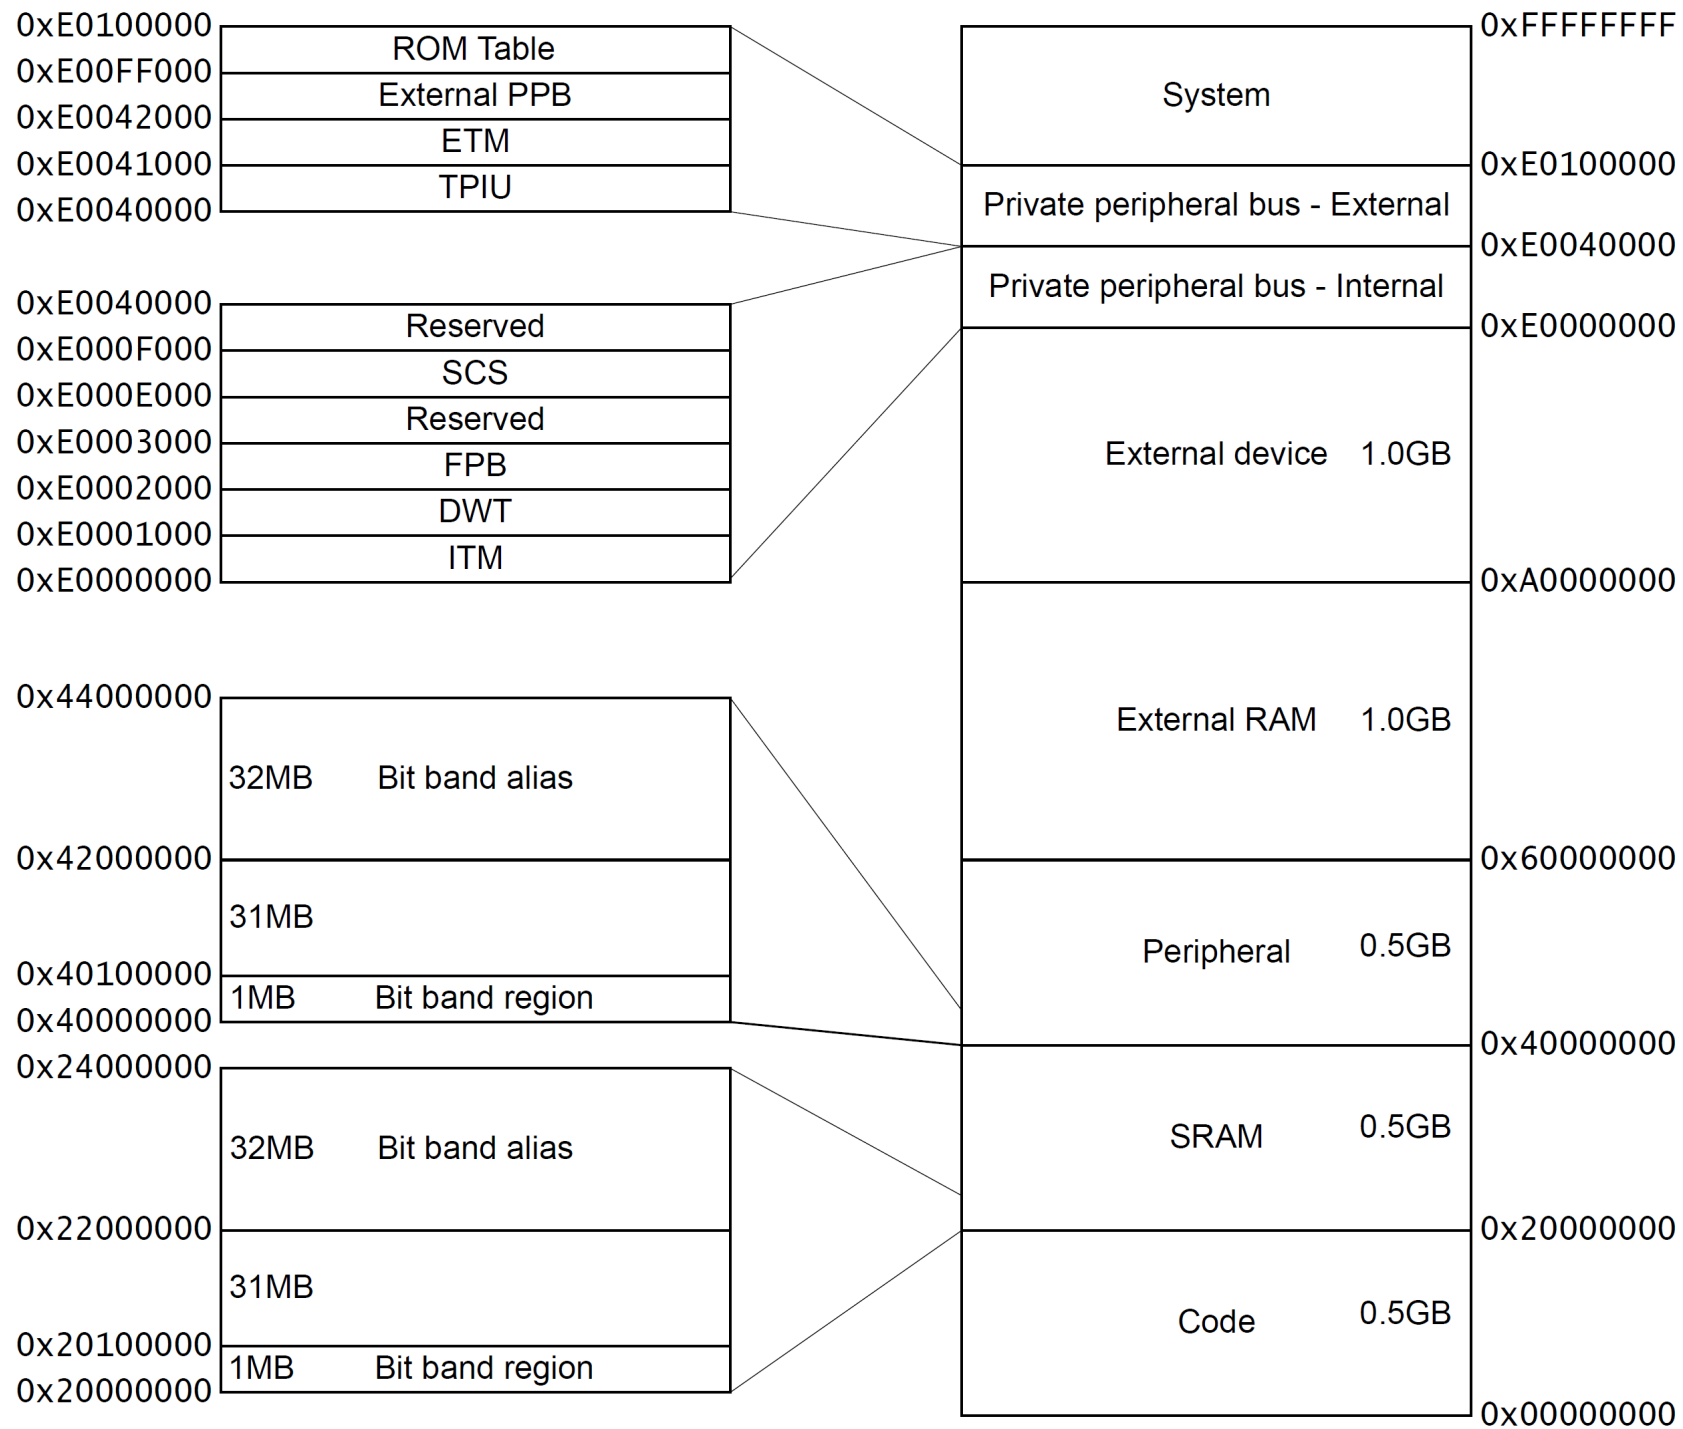 0xE0100000
ROM Table
0xE00FF000
External PPB
0xE0042000
ETM
0xE0041000
TPIU
0xE0040000
0xE0040000
Reserved
0xE000F000
SCS
0xE000E000
Reserved
0xE0003000
FPB
0xE0002000
DWT
0xE0001000
ITM
0xE0000000
0x44000000
32MB Bit band alias
0x42000000
31MB
0x40100000
1MB Bit band region
0x40000000
0x24000000
32MB Bit band alias
0x22000000
31MB
0x20100000
1MB Bit band region
0x20000000
0xFFFFFFFF
System
0xE0100000
Private peripheral bus - External
0xE0040000
Private peripheral bus - Internal
0xE0000000
External device 1.0GB
0xA0000000
External RAM 1.0GB
0x60000000
Peripheral 0.5GB
0x40000000
SRAM 0.5GB
0x20000000
Code 0.5GB
0x00000000